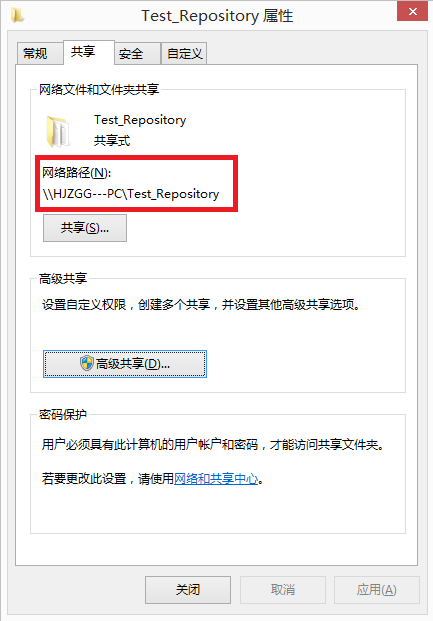 Test_Repository 属性
常规
共享
安全
自定义
网络文件和文件夹共享
Test_Repository
共享式
网络路径(N):
\\HJZGG---PC\Test_Repository
共享(S)...
高级共享
设置自定义权限，创建多个共享，并设置其他高级共享选项。
高级共享(D)...
密码保护
用户必须具有此计算机的用户帐户和密码，才能访问共享文件夹。
若要更改此设置，请使用网络和共享中心。
关闭
取消
应用(A)